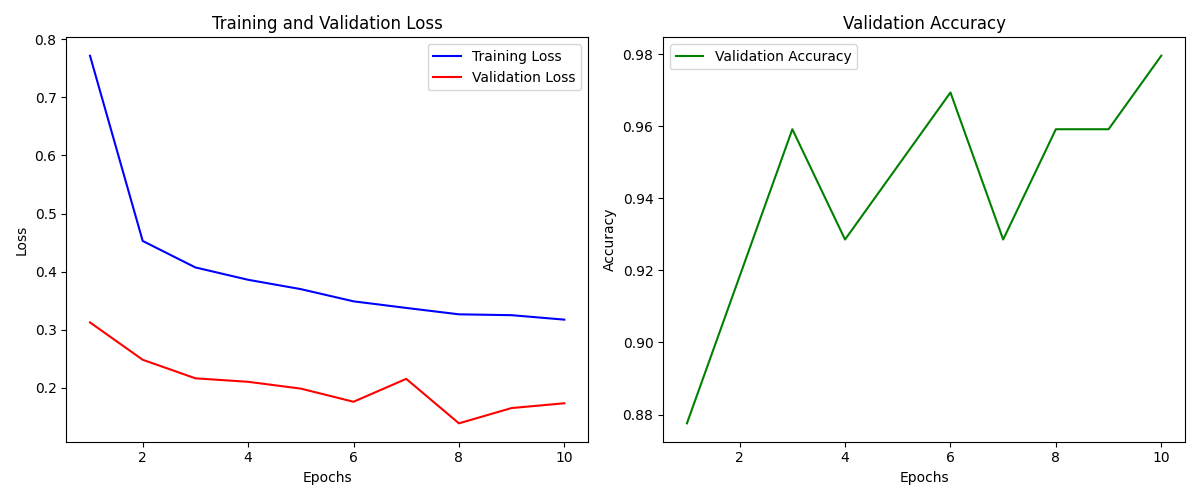 Training and Validation Loss
Training Loss
Validation Loss
0.8
0.7
0.6
0.5
0.4
0.3
0.2
Loss
2
4
6
8
10
Epochs
Validation Accuracy
Validation Accuracy
0.98
0.96
0.94
0.92
0.90
0.88
Accuracy
2
4
6
8
10
Epochs